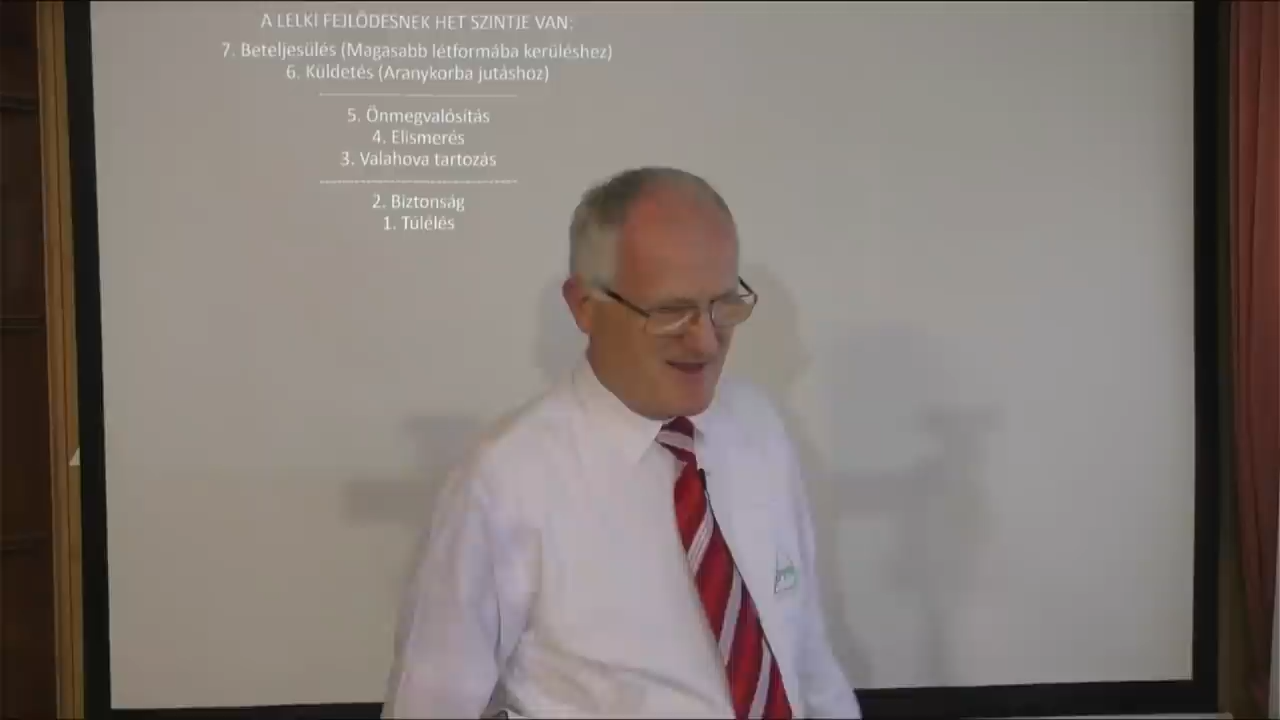 A LELKI FEJLŐDÉSNEK HÉT SZINTJE VAN:
7. Beteljesülés (Magasabb létformába kerüléshez)
6. Küldetés (Aranykorba jutáshoz)
5. Önmegvalósítás
4. Elismerés
3. Valahova tartozás
2. Biztonság
1. Túlélés